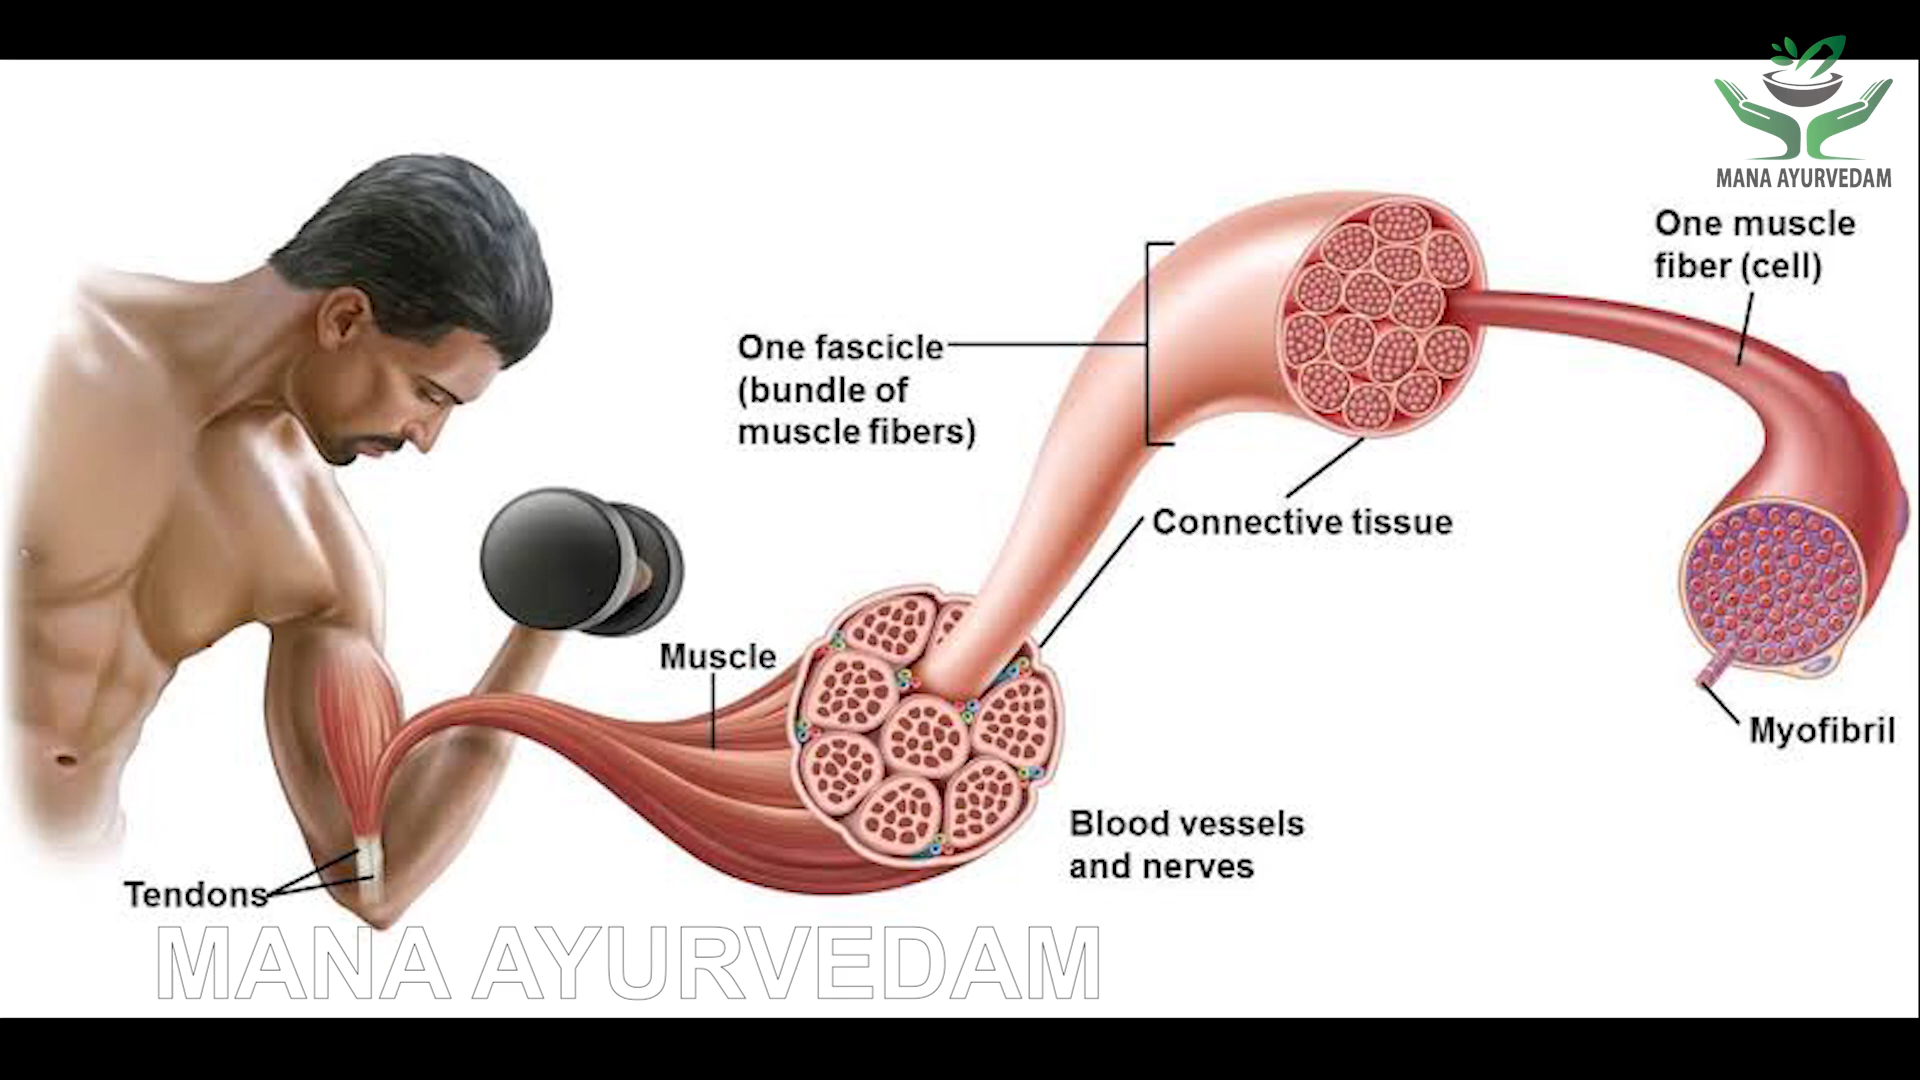 MANA AYURVEDAM
One muscle
fiber (cell)
One fascicle
(bundle of
muscle fibers)
Connective tissue
Muscle
Myofibril
Blood vessels
and nerves
Tendons
MANA AYURVEDAM